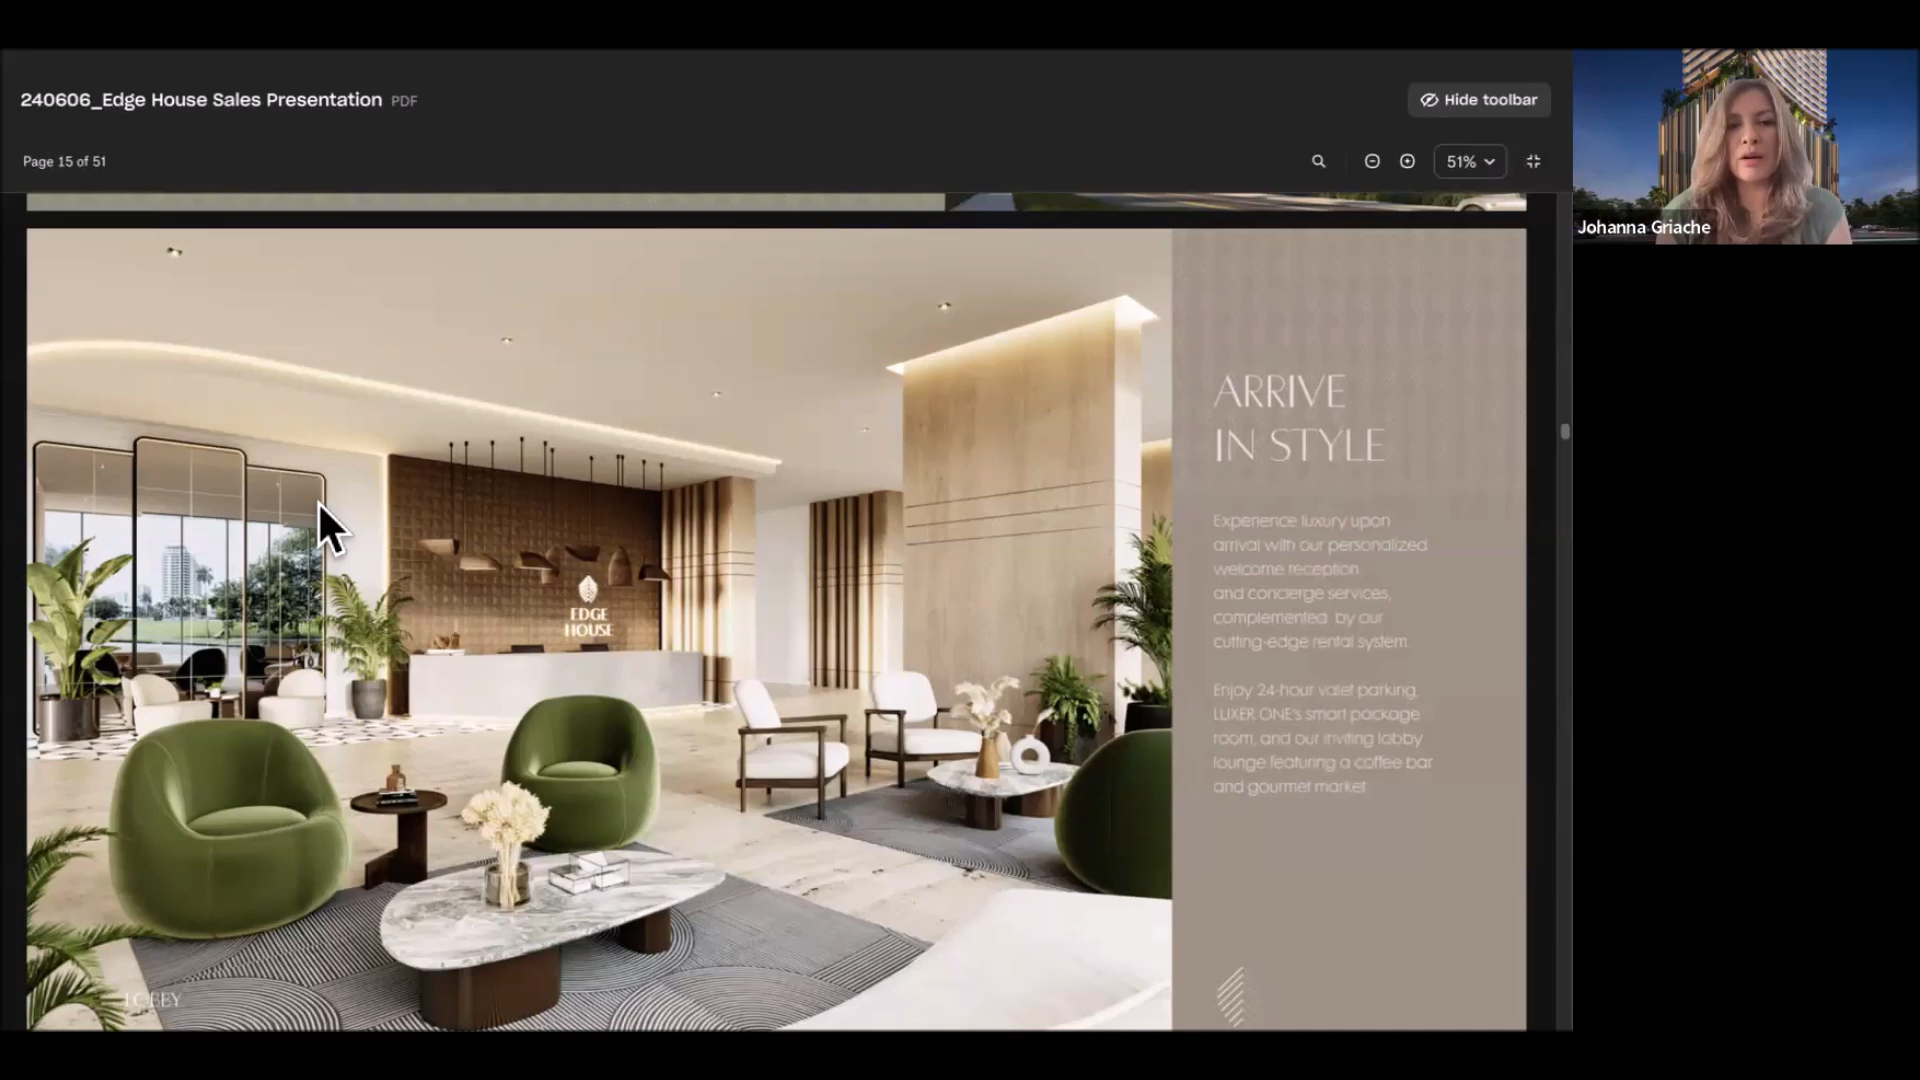 240606_Edge House Sales Presentation PDF
Hide toolbar
Page 15 of 51
51%
Johanna Griache
ARRIVE
IN STYLE
Experience luxury upon
arrival with our personalized
welcome reception
and concierge services,
complemented by our
cutting-edge rental system.
Enjoy 24-hour valet parking,
LUXER ONE's smart package
room, and our inviting lobby
lounge featuring a coffee bar
and gourmet market
EDGE
HOUSE
LOBBY